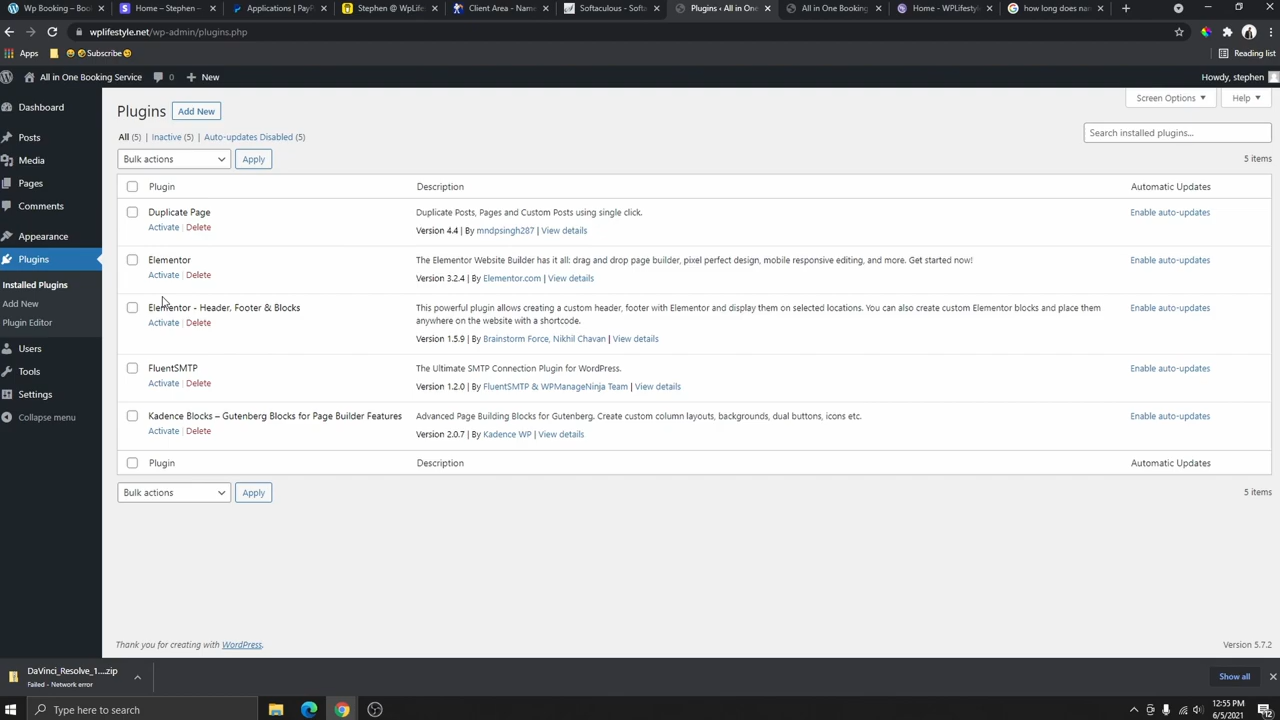 Wp Booking – Boo
Home – Stephen
Applications | PayP
Stephen @ WpLife
Client Area - Name
Softaculous - Softa
Plugins ‹ All in One
All in One Booking
Home - WPLifesty
how long does nam
wplifestyle.net/wp-admin/plugins.php
Apps
Subscribe
Reading list
All in One Booking Service
0
New
Howdy, stephen
Dashboard
Posts
Media
Pages
Comments
Appearance
Plugins
Installed Plugins
Add New
Plugin Editor
Users
Tools
Settings
Collapse menu
Plugins
Add New
Screen Options
Help
All (5) | Inactive (5) | Auto-updates Disabled (5)
Search installed plugins...
Bulk actions
Apply
5 items
Plugin
Description
Automatic Updates
Duplicate Page
Activate | Delete
Duplicate Posts, Pages and Custom Posts using single click.
Version 4.4 | By mndpsingh287 | View details
Enable auto-updates
Elementor
Activate | Delete
The Elementor Website Builder has it all: drag and drop page builder, pixel perfect design, mobile responsive editing, and more. Get started now!
Version 3.2.4 | By Elementor.com | View details
Enable auto-updates
Elementor - Header, Footer & Blocks
Activate | Delete
This powerful plugin allows creating a custom header, footer with Elementor and display them on selected locations. You can also create custom Elementor blocks and place them
anywhere on the website with a shortcode.
Version 1.5.9 | By Brainstorm Force, Nikhil Chavan | View details
Enable auto-updates
FluentSMTP
Activate | Delete
The Ultimate SMTP Connection Plugin for WordPress.
Version 1.2.0 | By FluentSMTP & WPManageNinja Team | View details
Enable auto-updates
Kadence Blocks – Gutenberg Blocks for Page Builder Features
Activate | Delete
Advanced Page Building Blocks for Gutenberg. Create custom column layouts, backgrounds, dual buttons, icons etc.
Version 2.0.7 | By Kadence WP | View details
Enable auto-updates
Plugin
Description
Automatic Updates
Bulk actions
Apply
5 items
Thank you for creating with WordPress.
Version 5.7.2
DaVinci_Resolve_1....zip
Failed - Network error
Show all
Type here to search
12:55 PM
6/5/2021